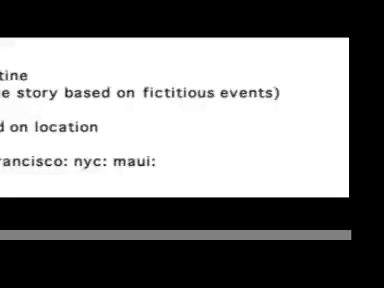 tine
e story based on fictitious events)
d on location
rancisco: nyc: maui: